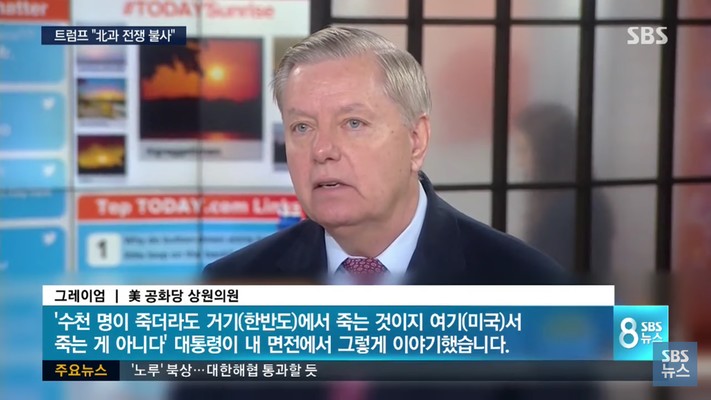 atter
#TODAYSunrise
트럼프 "北과 전쟁 불사"
SBS
Top TODAY.com Links
1
그레이엄 | 美 공화당 상원의원
'수천 명이 죽더라도 거기(한반도)에서 죽는 것이지 여기(미국)서
죽는 게 아니다' 대통령이 내 면전에서 그렇게 이야기했습니다.
8 SBS 뉴스
주요뉴스 '노루' 북상…대한해협 통과할 듯
SBS
뉴스